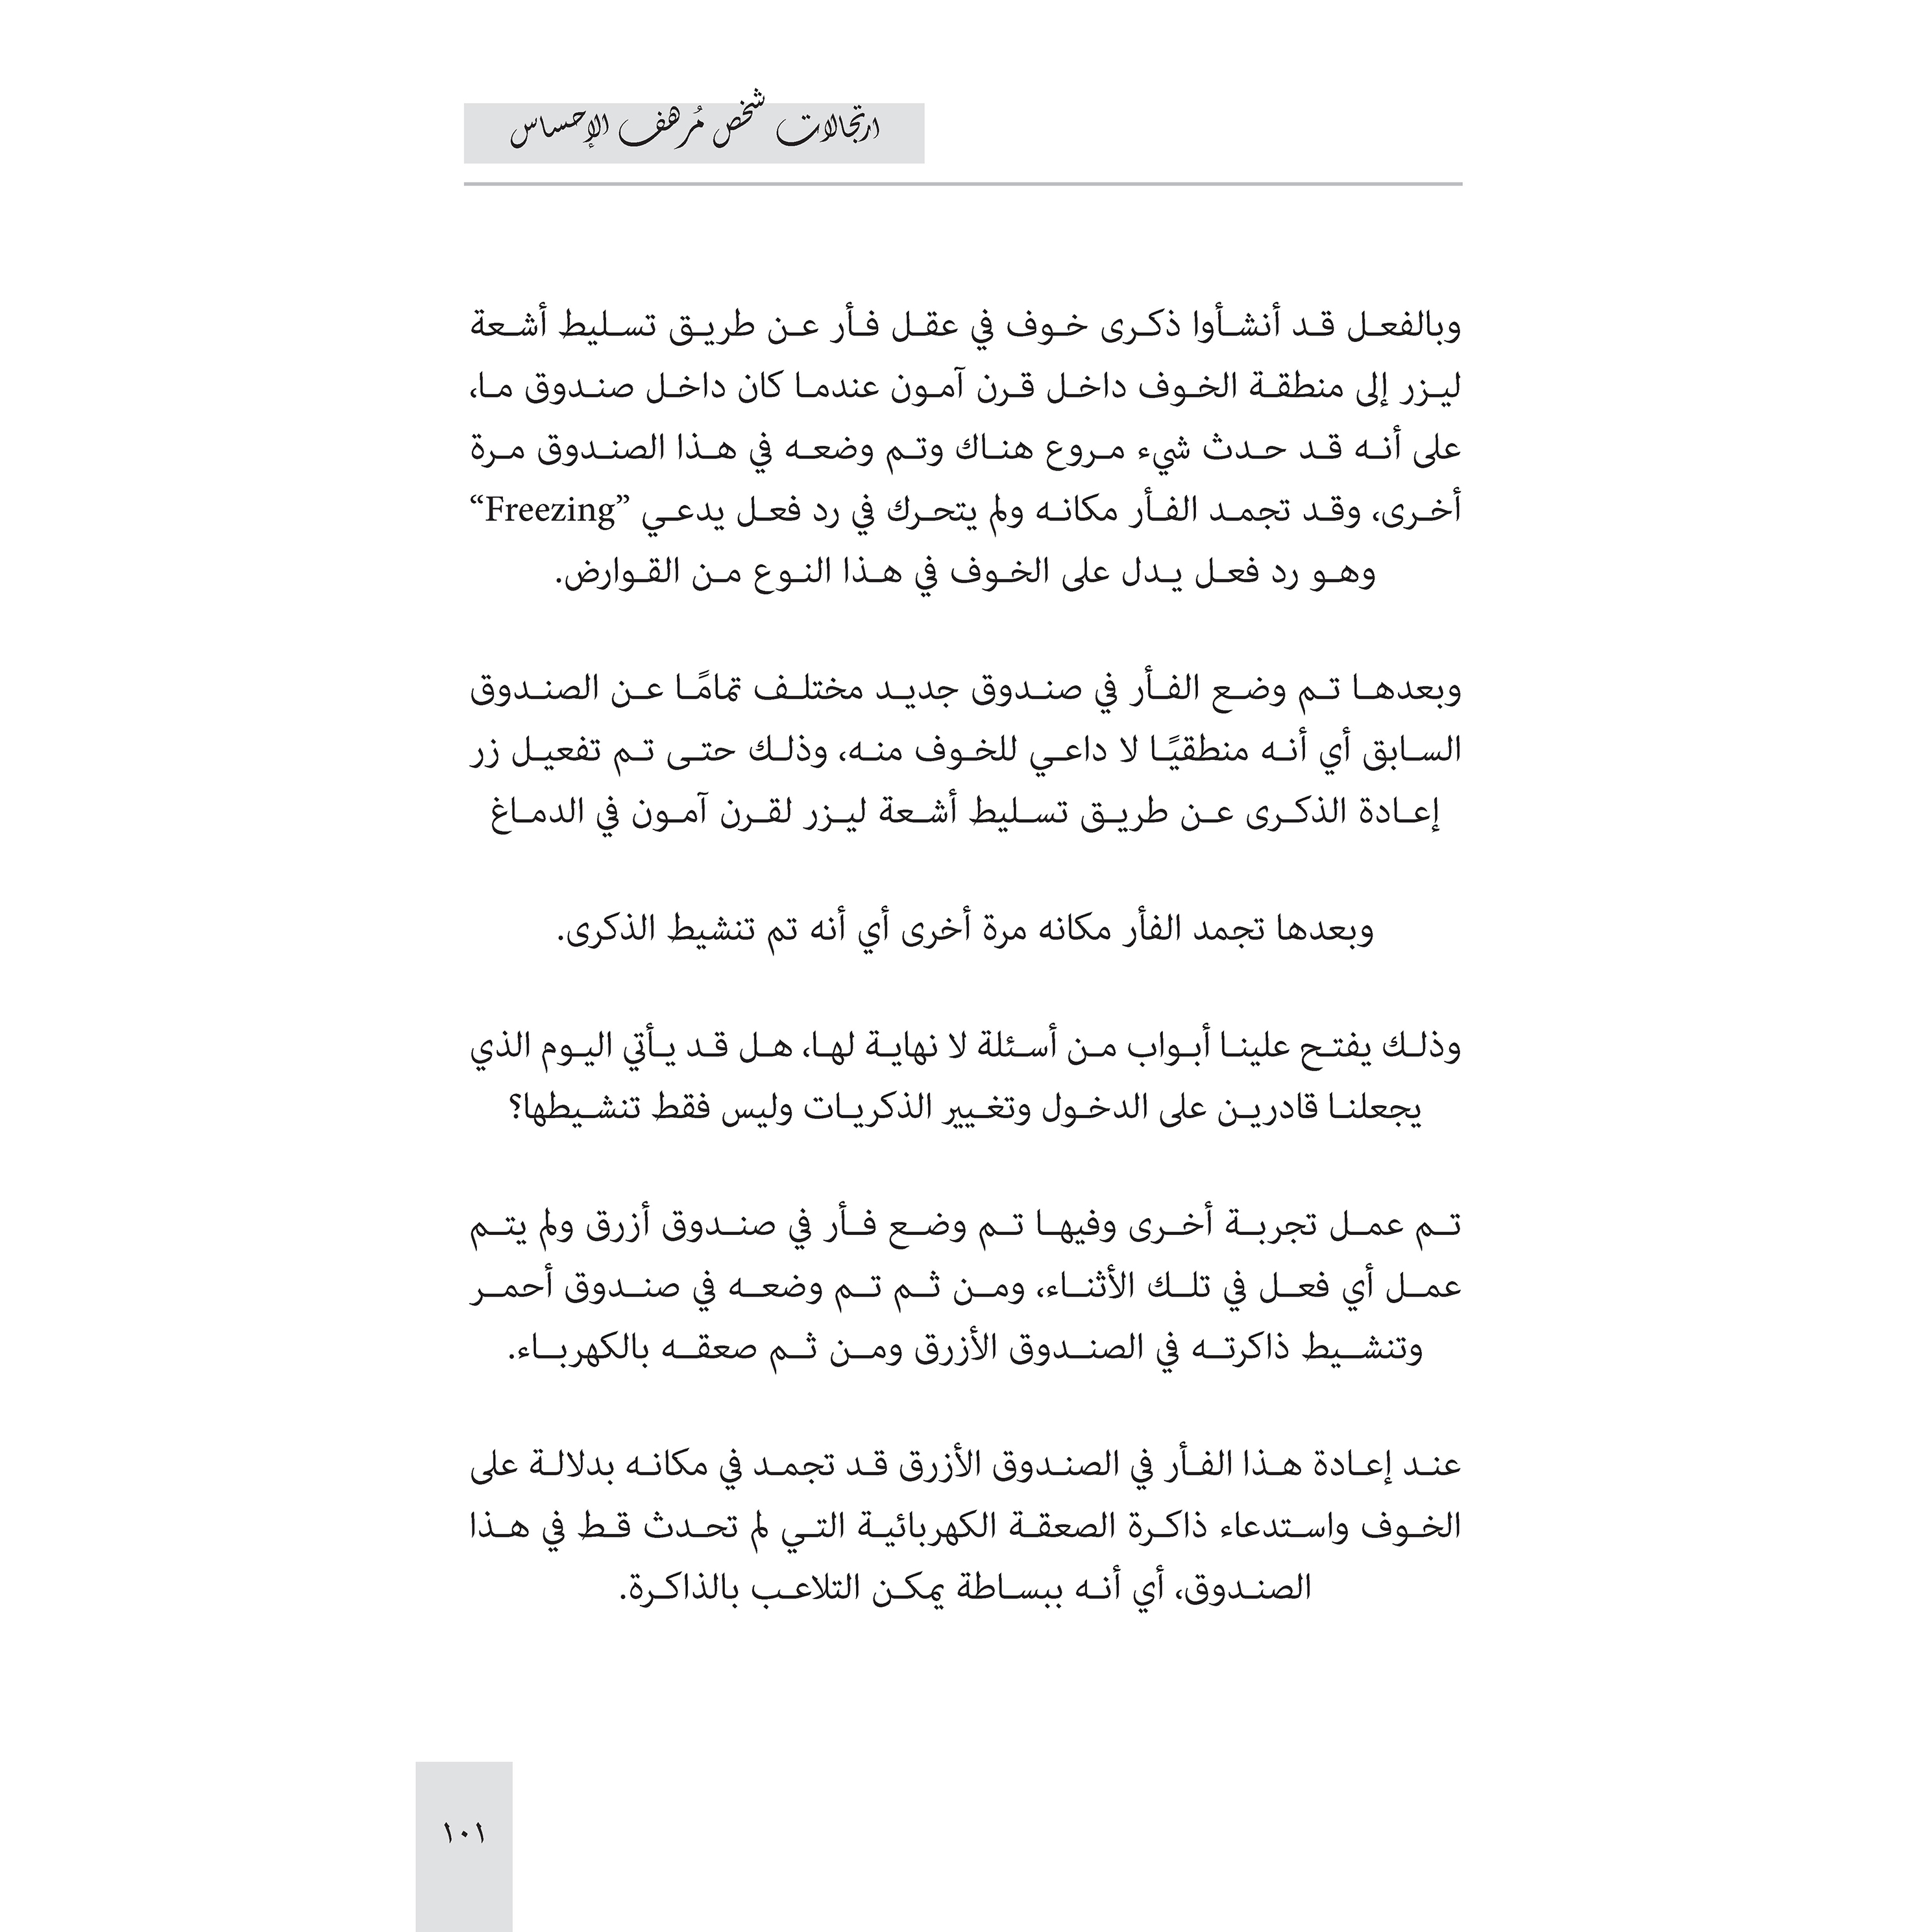 ارتجالات شخص مُرهف الإحساس
وبالفعل قد أنشأوا ذكرى خوف في عقل فأر عن طريق تسليط أشعة
ليزر إلى منطقة الخوف داخل قرن آمون عندما كان داخل صندوق ما،
على أنه قد حدث شيء مروع هناك وتم وضعه في هذا الصندوق مرة
أخرى، وقد تجمد الفأر مكانه ولم يتحرك في رد فعل يدعي “Freezing”
وهو رد فعل يدل على الخوف في هذا النوع من القوارض.
وبعدها تم وضع الفأر في صندوق جديد مختلف تمامًا عن الصندوق
السابق أي أنه منطقيًا لا داعي للخوف منه، وذلك حتى تم تفعيل زر
إعادة الذكرى عن طريق تسليط أشعة ليزر لقرن آمون في الدماغ
وبعدها تجمد الفأر مكانه مرة أخرى أي أنه تم تنشيط الذكرى.
وذلك يفتح علينا أبواب من أسئلة لا نهاية لها، هل قد يأتي اليوم الذي
يجعلنا قادرين على الدخول وتغيير الذكريات وليس فقط تنشيطها؟
تم عمل تجربة أخرى وفيها تم وضع فأر في صندوق أزرق ولم يتم
عمل أي فعل في تلك الأثناء، ومن ثم تم وضعه في صندوق أحمر
وتنشيط ذاكرته في الصندوق الأزرق ومن ثم صعقه بالكهرباء.
عند إعادة هذا الفأر في الصندوق الأزرق قد تجمد في مكانه بدلالة على
الخوف واستدعاء ذاكرة الصعقة الكهربائية التي لم تحدث قط في هذا
الصندوق، أي أنه ببساطة يمكن التلاعب بالذاكرة.
١٠١